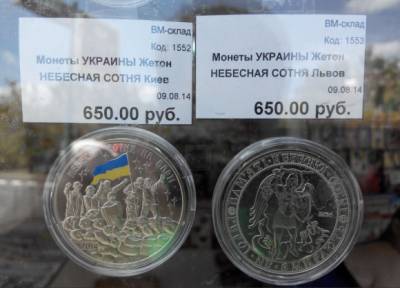 ВМ-склад
Код: 1552
Монеты УКРАИНЫ Жетон
НЕБЕСНАЯ СОТНЯ Киев
09.08.14
650.00 руб.
ВМ-склад
Код: 1553
Монеты УКРАИНЫ Жетон
НЕБЕСНАЯ СОТНЯ Львов
09.08.14
650.00 руб.